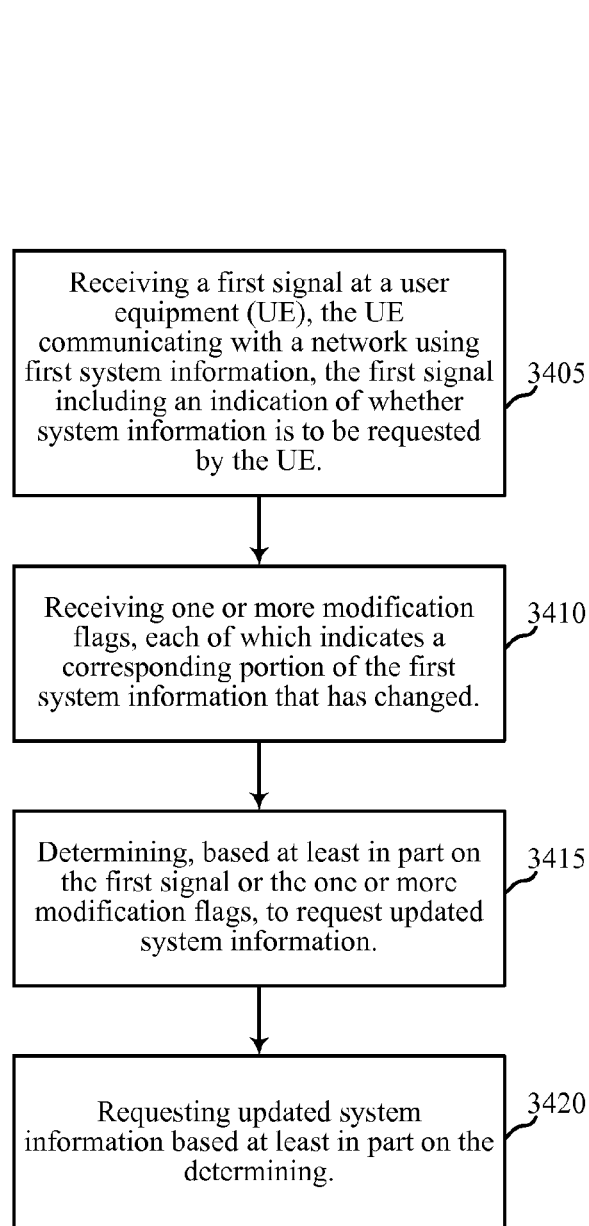 Receiving a first signal at a user
equipment (UE), the UE
communicating with a network using
first system information, the first signal
including an indication of whether
system information is to be requested
by the UE.
3405
Receiving one or more modification
flags, each of which indicates a
corresponding portion of the first
system information that has changed.
3410
Determining, based at least in part on
the first signal or the one or more
modification flags, to request updated
system information.
3415
Requesting updated system
information based at least in part on the
determining.
3420